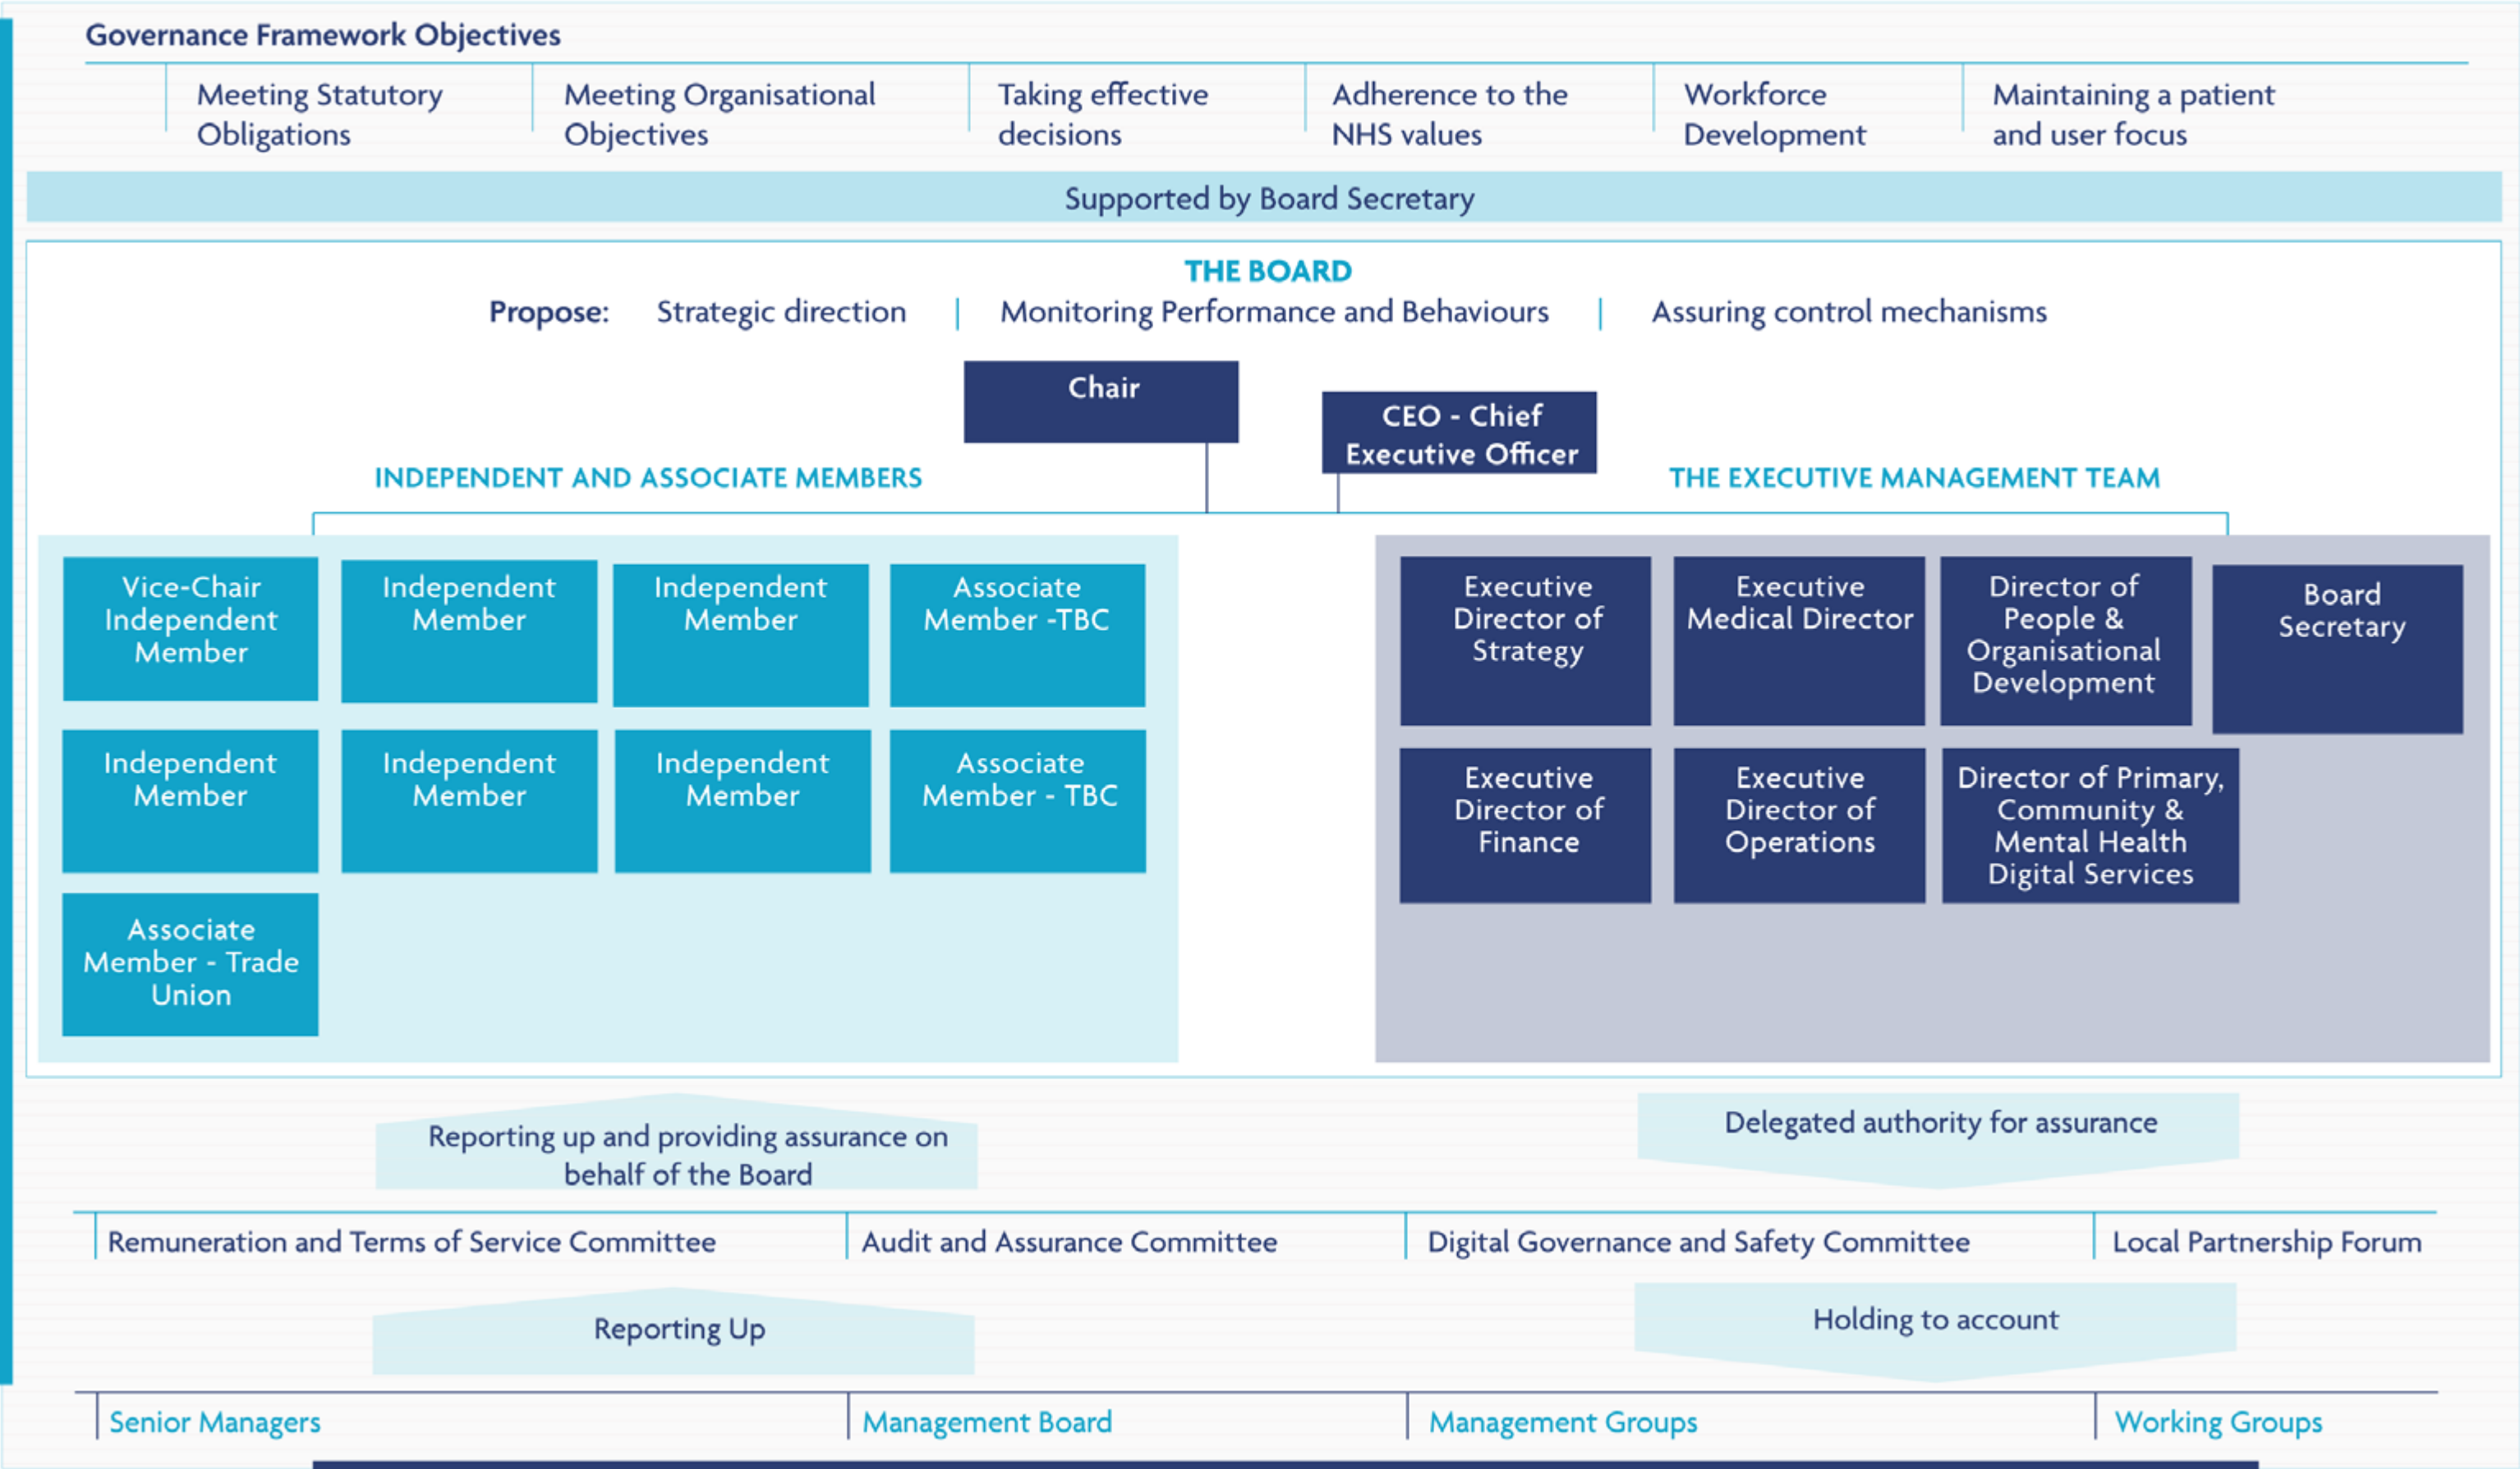 Governance Framework Objectives
Meeting Statutory
Obligations
Meeting Organisational
Objectives
Taking effective
decisions
Adherence to the
NHS values
Workforce
Development
Maintaining a patient
and user focus
Supported by Board Secretary
THE BOARD
Propose: Strategic direction | Monitoring Performance and Behaviours | Assuring control mechanisms
Chair
CEO - Chief
Executive Officer
INDEPENDENT AND ASSOCIATE MEMBERS
Vice-Chair
Independent
Member
Independent
Member
Independent
Member
Associate
Member -TBC
Independent
Member
Independent
Member
Independent
Member
Associate
Member - TBC
Associate
Member - Trade
Union
THE EXECUTIVE MANAGEMENT TEAM
Executive
Director of
Strategy
Executive
Medical Director
Director of
People &
Organisational
Development
Board
Secretary
Executive
Director of
Finance
Executive
Director of
Operations
Director of Primary,
Community &
Mental Health
Digital Services
Reporting up and providing assurance on
behalf of the Board
Delegated authority for assurance
Remuneration and Terms of Service Committee
Audit and Assurance Committee
Digital Governance and Safety Committee
Local Partnership Forum
Reporting Up
Holding to account
Senior Managers
Management Board
Management Groups
Working Groups